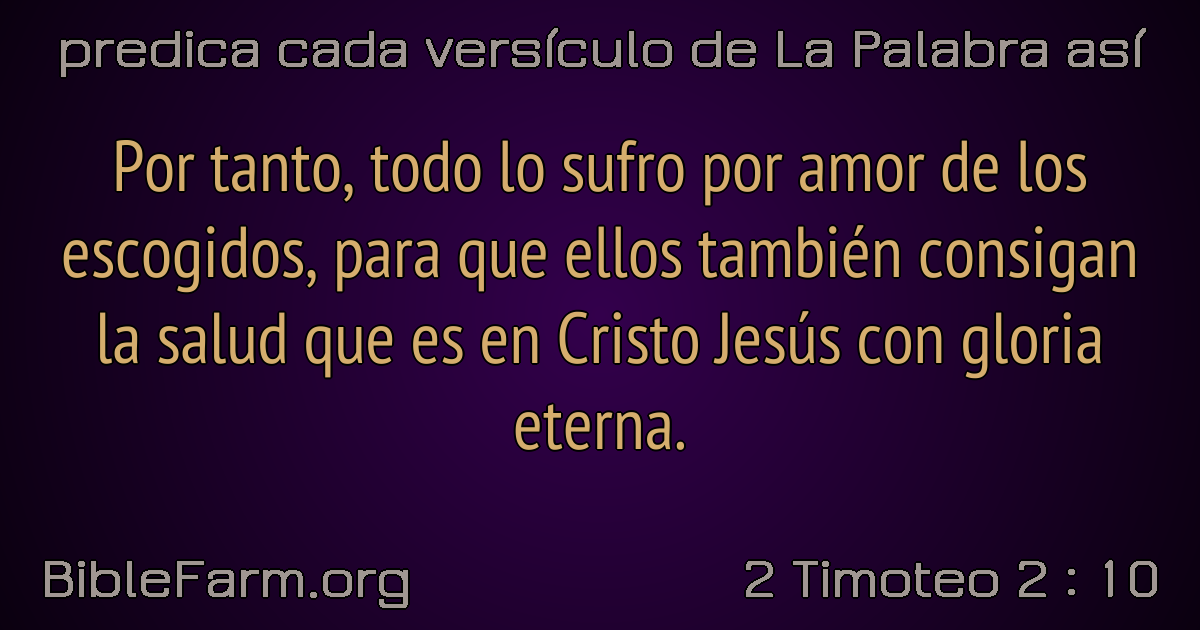 predica cada versículo de La Palabra así
Por tanto, todo lo sufro por amor de los
escogidos, para que ellos también consigan
la salud que es en Cristo Jesús con gloria
eterna.
BibleFarm.org
2 Timoteo 2 : 10